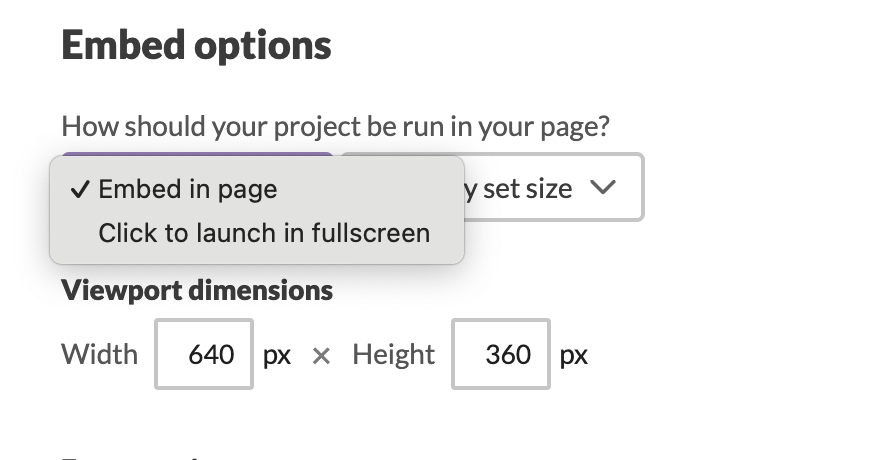 Embed options
How should your project be run in your page?
✓ Embed in page
y set size
Click to launch in fullscreen
Viewport dimensions
Width 640 px × Height 360 px